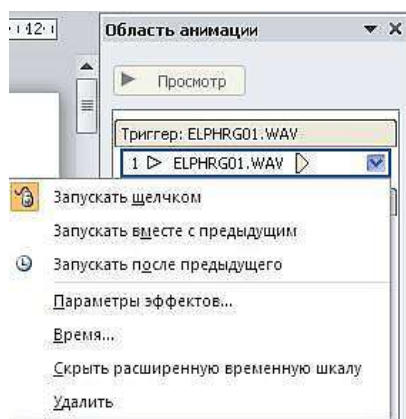 12
Область анимации
Просмотр
Триггер: ELPHRG01.WAV
1 ELPHRG01.WAV
Запускать щелчком
Запускать вместе с предыдущим
Запускать после предыдущего
Параметры эффектов...
Время...
Скрыть расширенную временную шкалу
Удалить